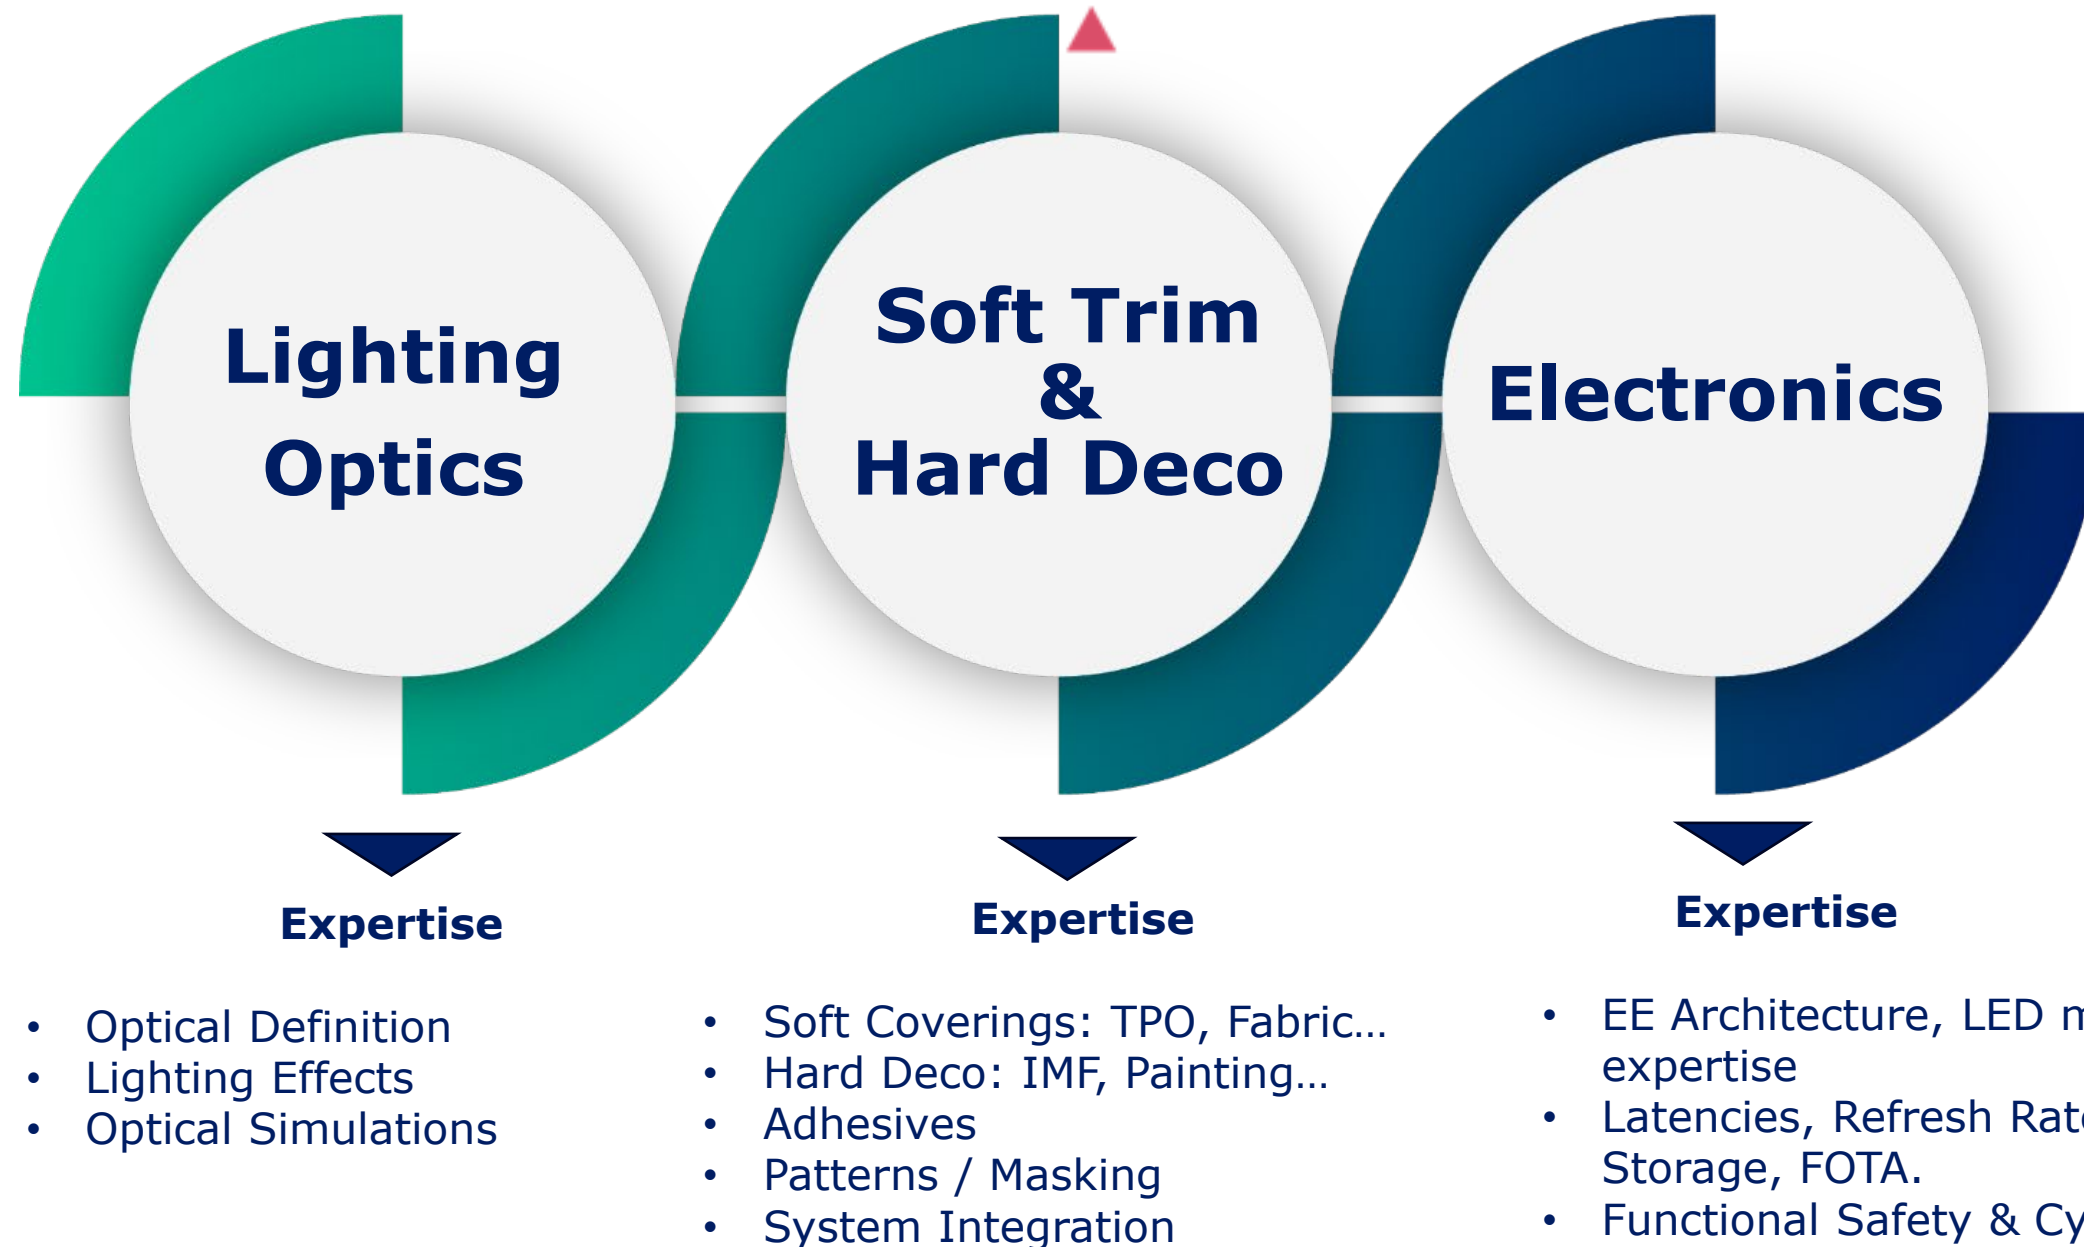 Lighting
Optics
Soft Trim
&
Hard Deco
Electronics
Expertise
• Optical Definition
• Lighting Effects
• Optical Simulations
Expertise
• Soft Coverings: TPO, Fabric…
• Hard Deco: IMF, Painting…
• Adhesives
• Patterns / Masking
• System Integration
Expertise
• EE Architecture, LED
expertise
• Latencies, Refresh
Storage, FOTA.
• Functional Safety &